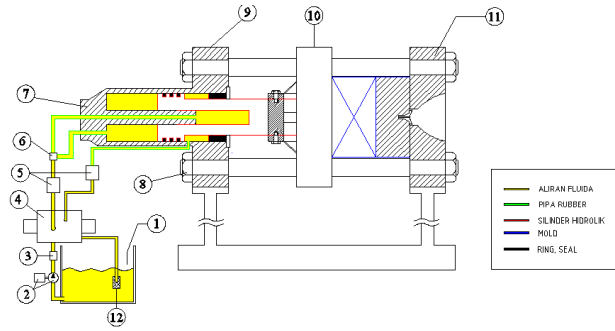 9
10
11
7
6
5
8
4
1
3
2
12
ALIRAN FLUIDA
PIPA RUBBER
SILINDER HIDROLIK
MOLD
RING, SEAL